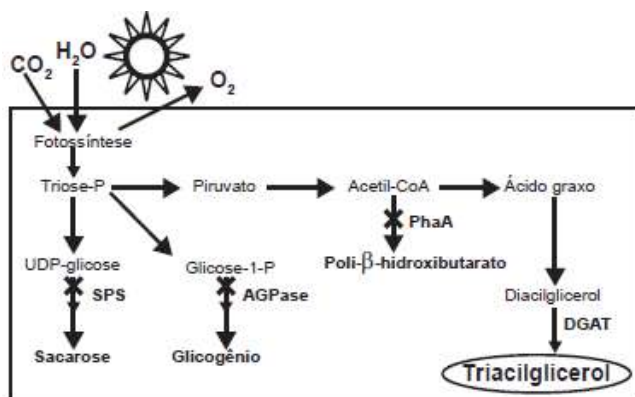 CO2
H2O
O2
Fotossíntese
Triose-P
Piruvato
Acetil-CoA
Ácido graxo
PhaA
UDP-glicose
Glicose-1-P
Poli-β-hidroxibutarato
SPS
AGPase
Diacilglicerol
DGAT
Sacarose
Glicogênio
Triacilglicerol